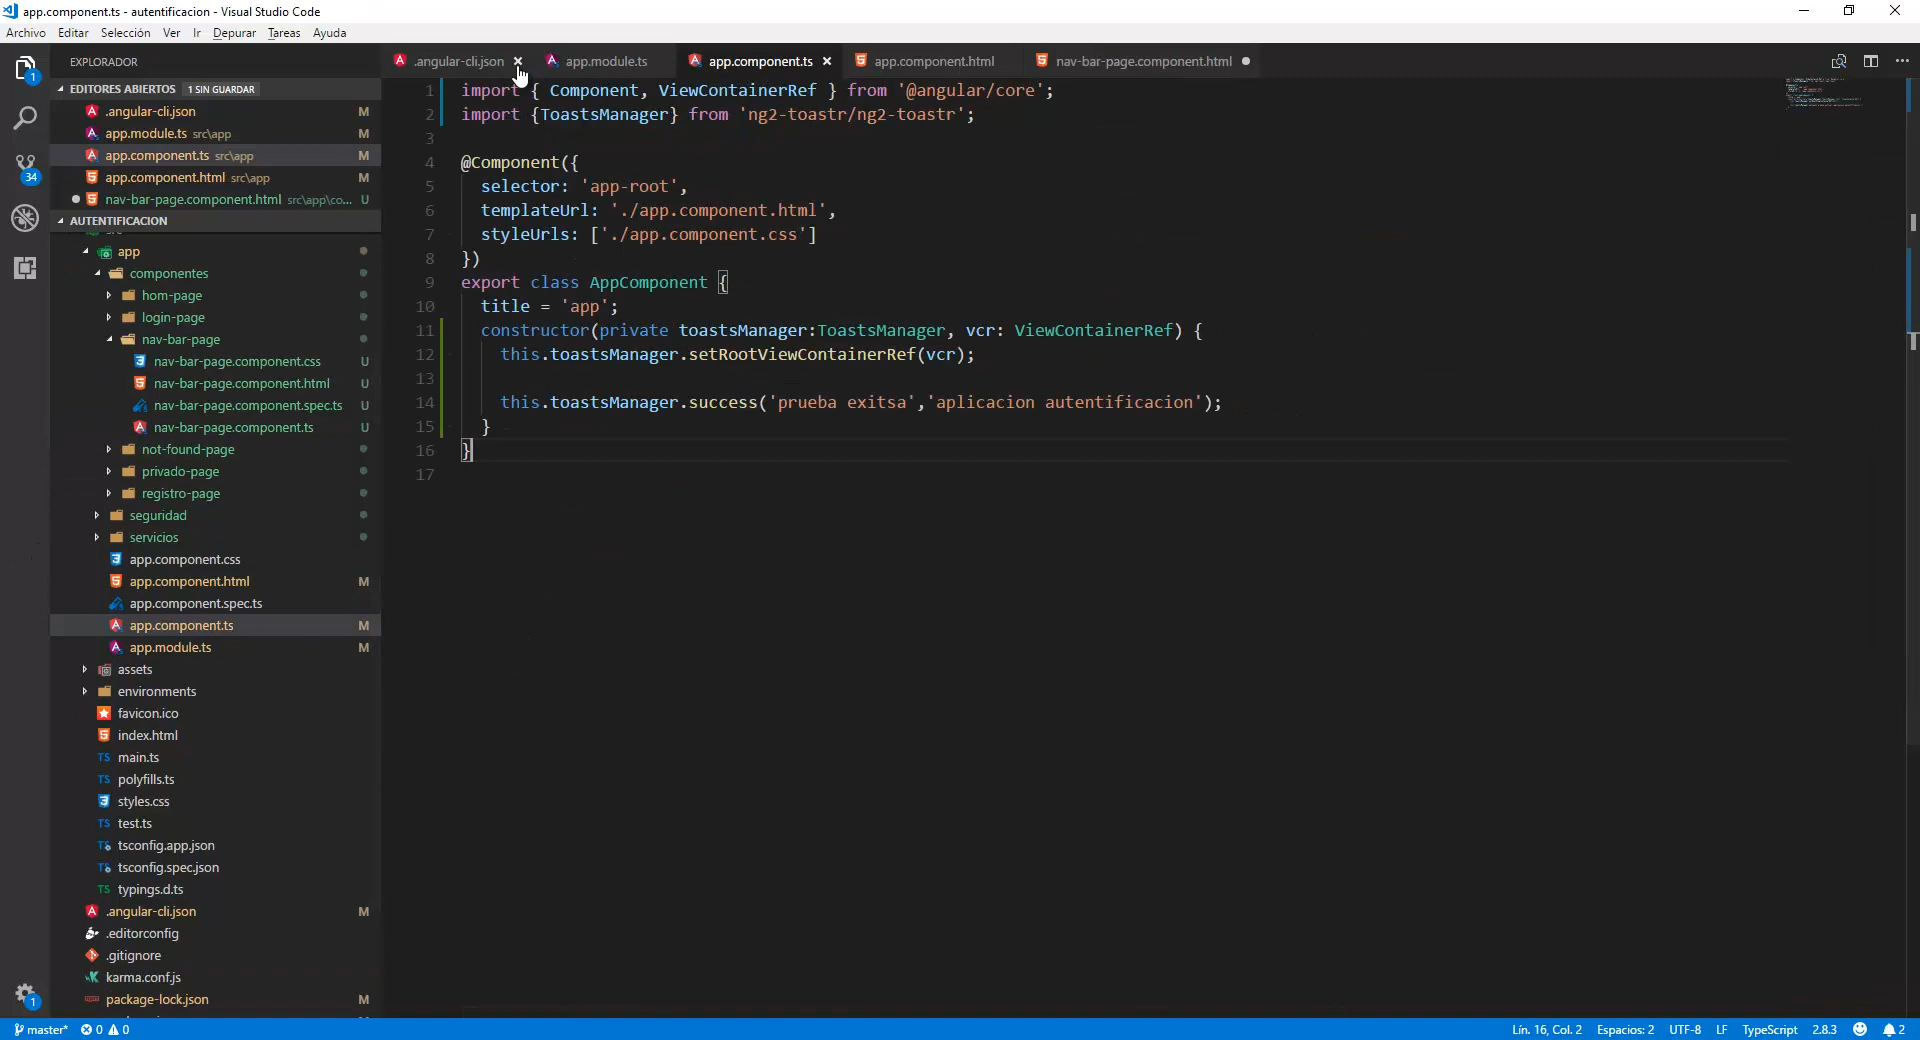 app.component.ts - autentificacion - Visual Studio Code
Archivo Editar Selección Ver Ir Depurar Tareas Ayuda
EXPLORADOR
EDITORES ABIERTOS 1 SIN GUARDAR
.angular-cli.json M
app.module.ts src\app M
app.component.ts src\app M
app.component.html src\app M
nav-bar-page.component.html src\app\co... U
AUTENTIFICACION
app
componentes
hom-page
login-page
nav-bar-page
nav-bar-page.component.css U
nav-bar-page.component.html U
nav-bar-page.component.spec.ts U
nav-bar-page.component.ts U
not-found-page
privado-page
registro-page
seguridad
servicios
app.component.css
app.component.html M
app.component.spec.ts
app.component.ts M
app.module.ts M
assets
environments
favicon.ico
index.html
TS main.ts
TS polyfills.ts
styles.css
TS test.ts
TS tsconfig.app.json
TS tsconfig.spec.json
TS typings.d.ts
.angular-cli.json M
.editorconfig
.gitignore
karma.conf.js
package-lock.json M
1
34
1
.angular-cli.json app.module.ts app.component.ts app.component.html nav-bar-page.component.html
1 import { Component, ViewContainerRef } from '@angular/core';
2 import {ToastsManager} from 'ng2-toastr/ng2-toastr';
3
4 @Component({
5 selector: 'app-root',
6 templateUrl: './app.component.html',
7 styleUrls: ['./app.component.css']
8 })
9 export class AppComponent {
10 title = 'app';
11 constructor(private toastsManager:ToastsManager, vcr: ViewContainerRef) {
12 this.toastsManager.setRootViewContainerRef(vcr);
13
14 this.toastsManager.success('prueba exitsa','aplicacion autentificacion');
15 }
16 }
17
master* 0 0 Lín. 16, Col. 2 Espacios: 2 UTF-8 LF TypeScript 2.8.3 2